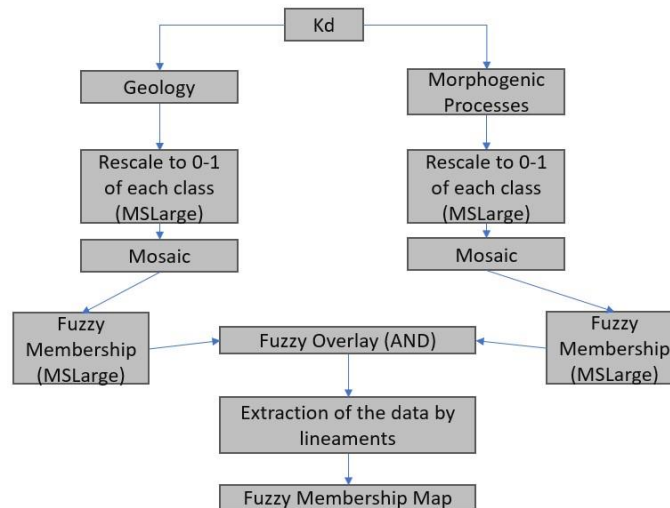 Kd
Geology
Morphogenic
Processes
Rescale to 0-1
of each class
(MSLarge)
Rescale to 0-1
of each class
(MSLarge)
Mosaic
Mosaic
Fuzzy
Membership
(MSLarge)
Fuzzy Overlay (AND)
Fuzzy
Membership
(MSLarge)
Extraction of the data by
lineaments
Fuzzy Membership Map